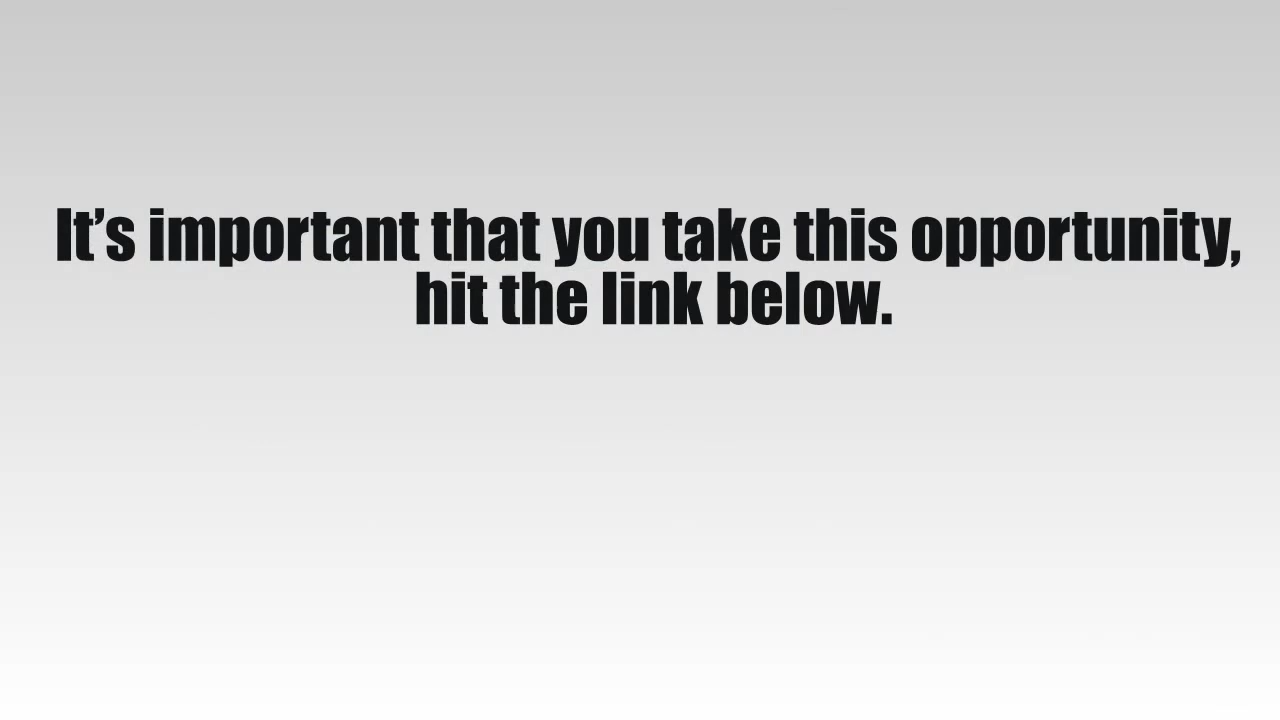 It’s important that you take this opportunity,
hit the link below.